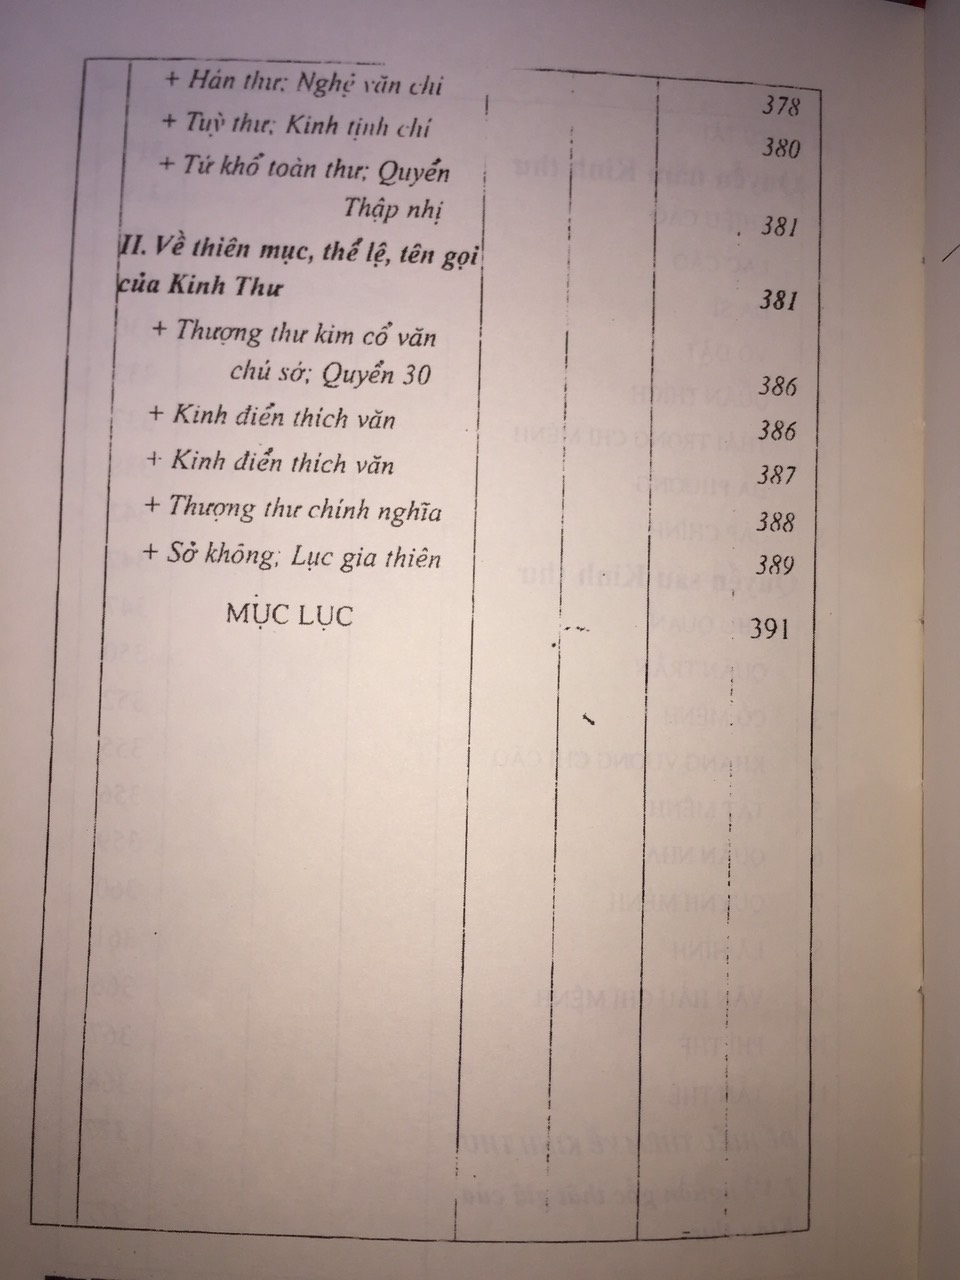 + Hán thư; Nghệ văn chí 378
+ Tuỳ thư; Kinh tịnh chí 380
+ Tứ khổ toàn thư; Quyển
Thập nhị 381
II. Về thiên mục, thể lệ, tên gọi
của Kinh Thư 381
+ Thượng thư kim cổ văn
chú sớ; Quyển 30 386
+ Kinh điển thích văn 386
+ Kinh điển thích văn 387
+ Thượng thư chính nghĩa 388
+ Sở không; Lục gia thiên 389
MỤC LỤC 391